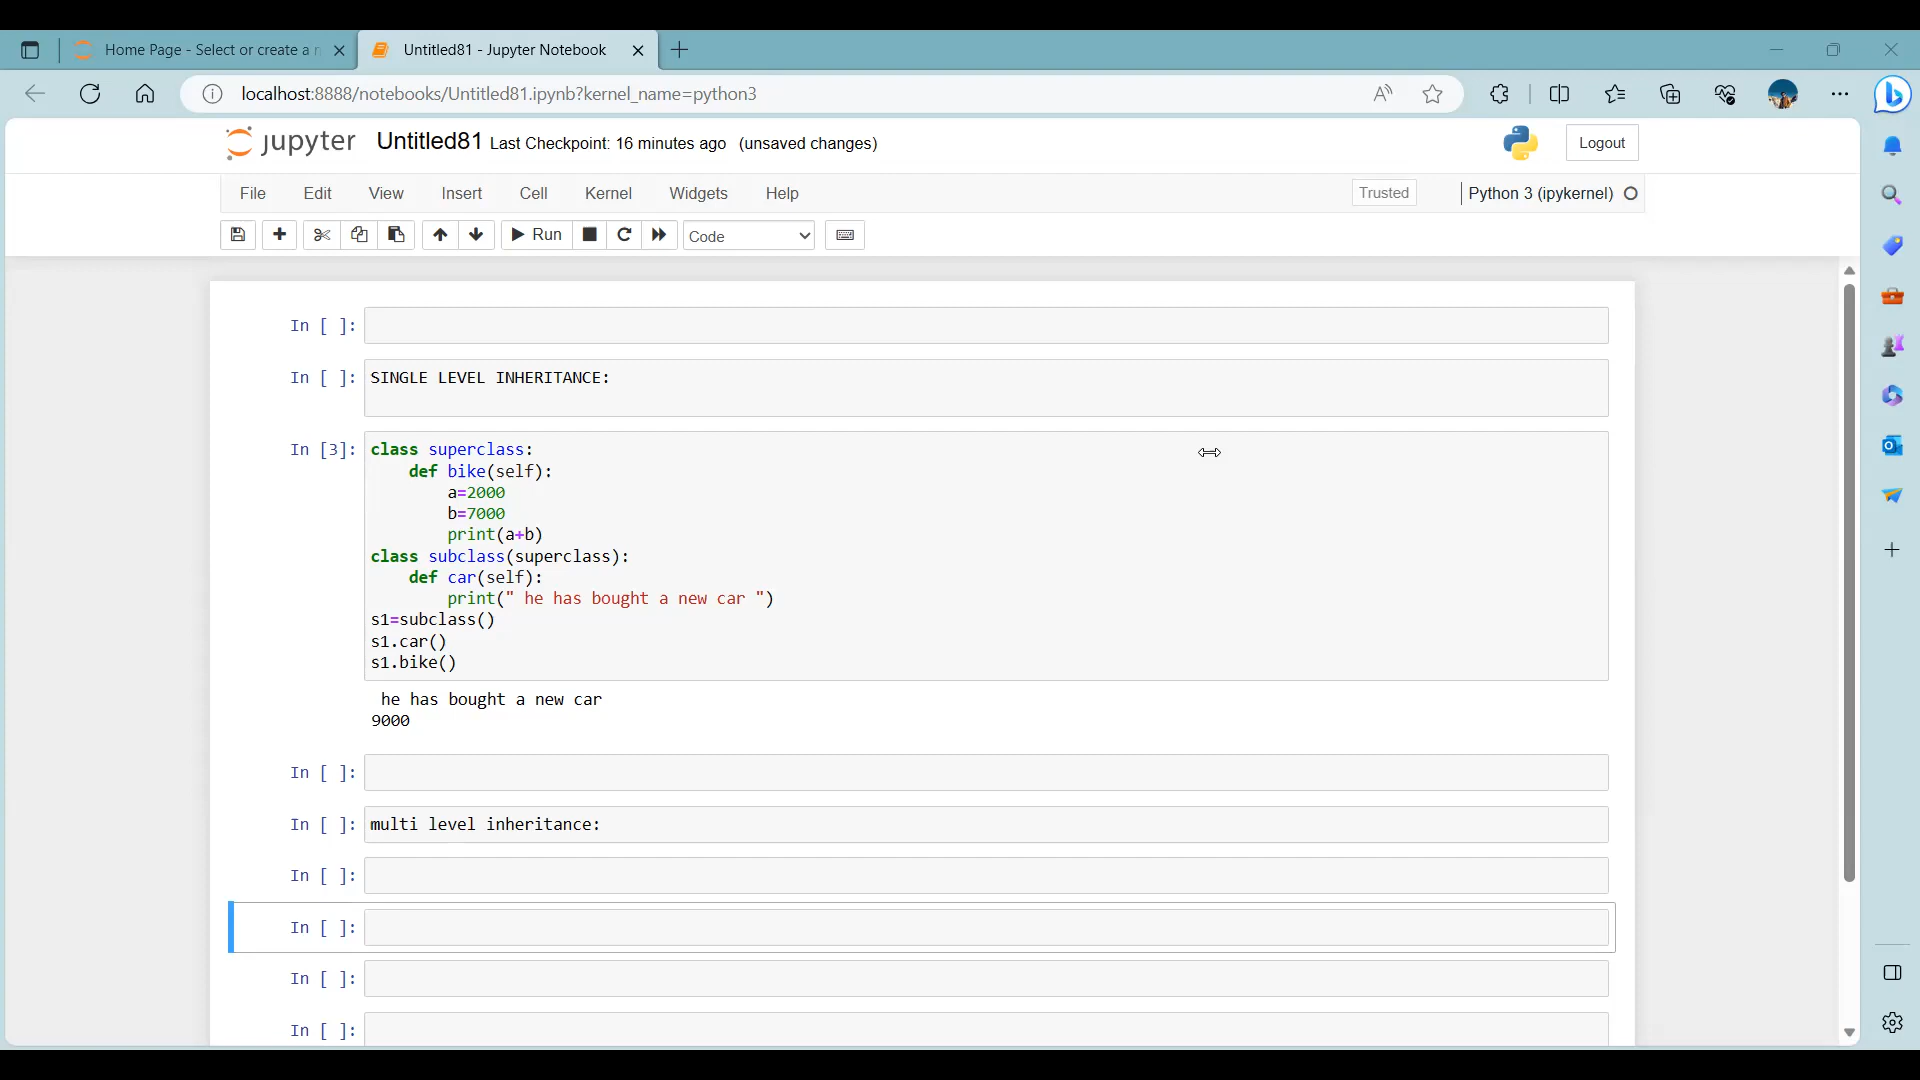 Home Page - Select or create a n
Untitled81 - Jupyter Notebook
localhost:8888/notebooks/Untitled81.ipynb?kernel_name=python3
jupyter Untitled81 Last Checkpoint: 16 minutes ago (unsaved changes)
Logout
File Edit View Insert Cell Kernel Widgets Help
Trusted
Python 3 (ipykernel)
Run
Code
In [ ]:
In [ ]: SINGLE LEVEL INHERITANCE:
In [3]: class superclass:
    def bike(self):
        a=2000
        b=7000
        print(a+b)
class subclass(superclass):
    def car(self):
        print(" he has bought a new car ")
s1=subclass()
s1.car()
s1.bike()
 he has bought a new car
9000
In [ ]:
In [ ]: multi level inheritance:
In [ ]:
In [ ]:
In [ ]:
In [ ]: